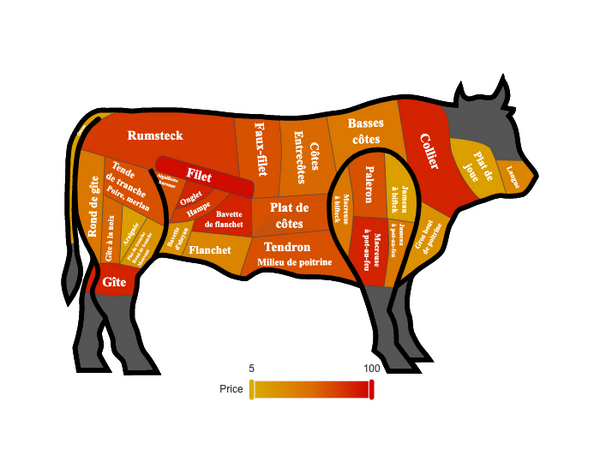 Rumsteck
Faux-filet
Côtes
Entrecôtes
Basses
côtes
Collier
Plat de
joue
Langue
Filet
Aiguillette
baronne
Onglet
Hampe
Bavette
de flanchet
Plat de
côtes
Macreuse
à bifteck
Paleron
Jumeau
à biftek
Jumeau
à pot-au-feu
Macreuse
à pot-au-feu
Gros bout
de poitrine
Tendron
Milieu de poitrine
Flanchet
Bavette
d'aloyau
Tende
de tranche
Poire, merlan
Rond de gîte
Gîte à la noix
Araignée
Plat de tranche
Rond de tranche
Mouvant
Gîte
5
100
Price